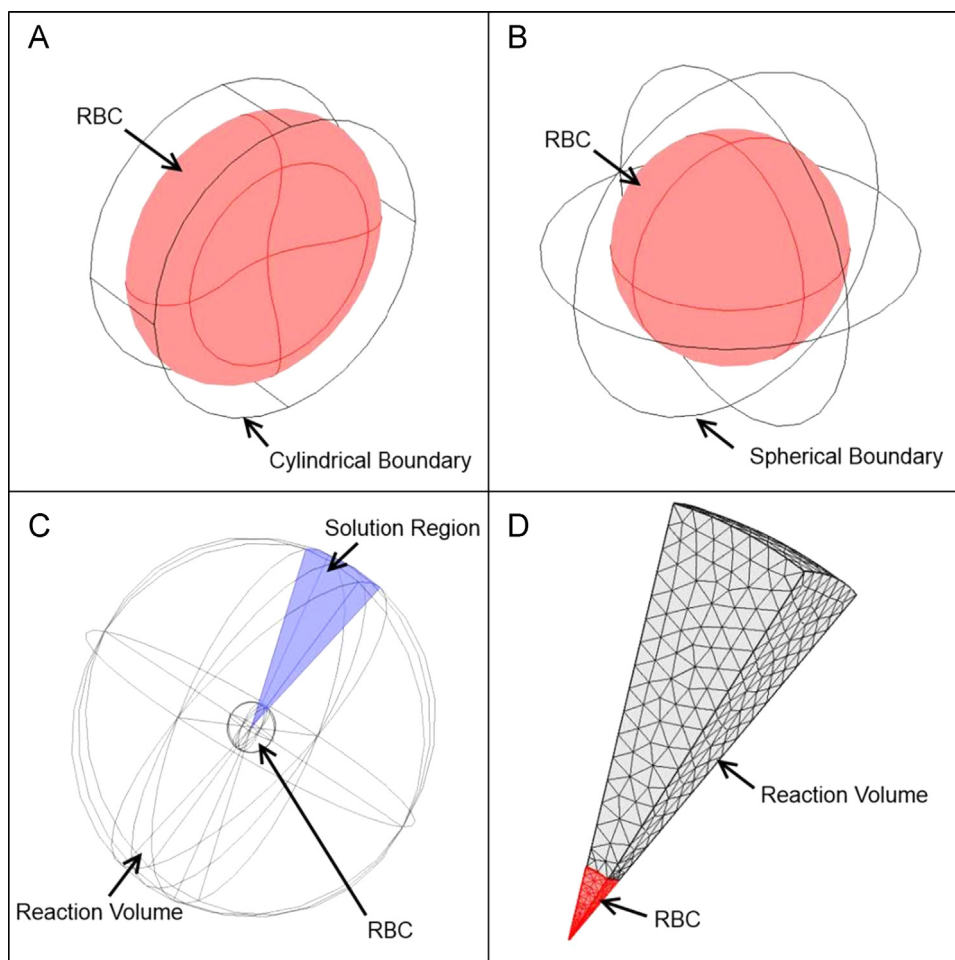 A
RBC
Cylindrical Boundary
B
RBC
Spherical Boundary
C
Solution Region
Reaction Volume
RBC
D
Reaction Volume
RBC